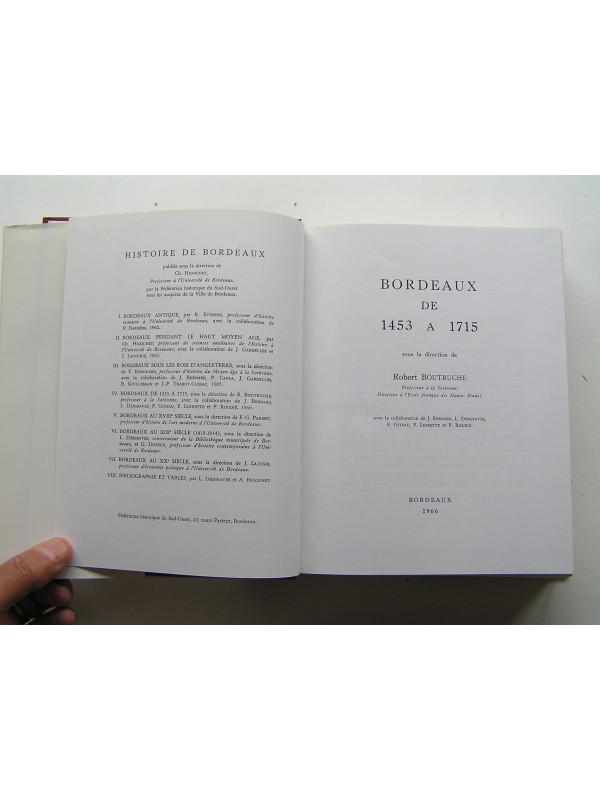 HISTOIRE DE BORDEAUX
publiée sous la direction de
Ch. HIGOUNET,
Professeur à l'Université de Bordeaux,
par la Fédération historique du Sud-Ouest
sous les auspices de la Ville de Bordeaux.
I. BORDEAUX ANTIQUE, par R. ETIENNE, professeur d'histoire
romaine à l'Université de Bordeaux, avec la collaboration de
P. BARRÈRE, 1962.
II. BORDEAUX PENDANT LE HAUT MOYEN AGE, par
Ch. HIGOUNET, professeur de sciences auxiliaires de l'histoire à
l'Université de Bordeaux, avec la collaboration de J. GARDELLES et
J. LAFAURIE, 1963.
III. BORDEAUX SOUS LES ROIS D'ANGLETERRE, sous la direction
de Y. RENOUARD, professeur d'histoire du Moyen âge à la Sorbonne,
avec la collaboration de J. BERNARD, P. CAPRA, J. GARDELLES,
B. GUILLEMAIN et J.-P. TRABUT-CUSSAC, 1965.
IV. BORDEAUX DE 1453 A 1715, sous la direction de R. BOUTRUCHE,
professeur à la Sorbonne, avec la collaboration de J. BERNARD,
L. DESGRAVES, P. GITEAU, F. LOIRETTE et P. ROUDIÉ, 1966.
V. BORDEAUX AU XVIIIe SIÈCLE, sous la direction de F.-G. PARISET,
professeur d'histoire de l'art moderne à l'Université de Bordeaux.
VI. BORDEAUX AU XIXe SIÈCLE (1815-1914), sous la direction de
L. DESGRAVES, conservateur de la Bibliothèque municipale de Bor-
deaux, et G. DUPEUX, professeur d'histoire contemporaine à l'Uni-
versité de Bordeaux.
VII. BORDEAUX AU XXe SIÈCLE, sous la direction de J. LAJUGIE,
professeur d'économie politique à l'Université de Bordeaux.
VIII. BIBLIOGRAPHIE ET TABLES, par L. DESGRAVES et A. HIGOUNET.
Fédération historique du Sud-Ouest, 20, cours Pasteur, Bordeaux.
BORDEAUX
DE
1453 A 1715
sous la direction de
Robert BOUTRUCHE
Professeur à la Sorbonne
Directeur à l'Ecole pratique des Hautes Etudes.
avec la collaboration de J. BERNARD, L. DESGRAVES,
F. GITEAU, F. LOIRETTE et P. ROUDIÉ.
BORDEAUX
1966